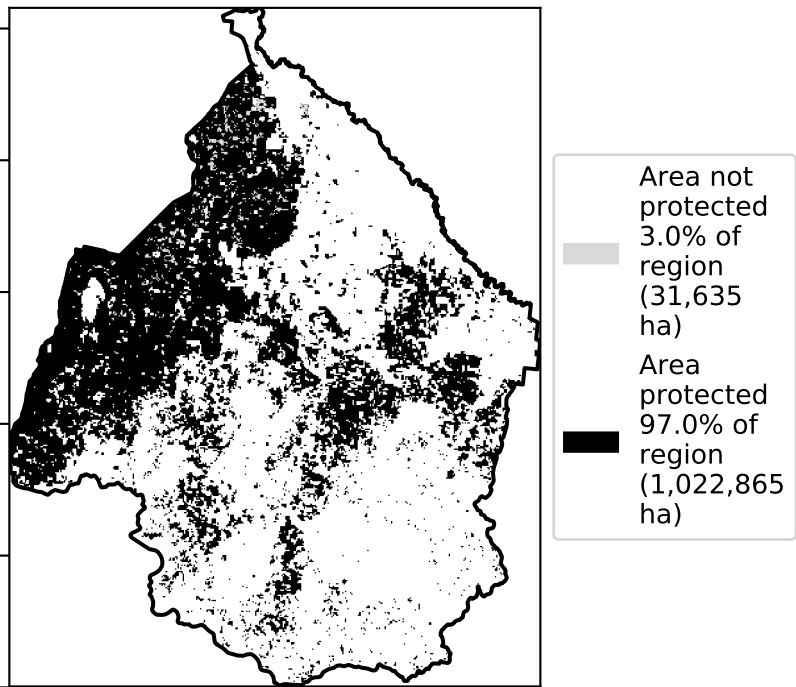 Area not
protected
3.0% of
region
(31,635
ha)
Area
protected
97.0% of
region
(1,022,865
ha)